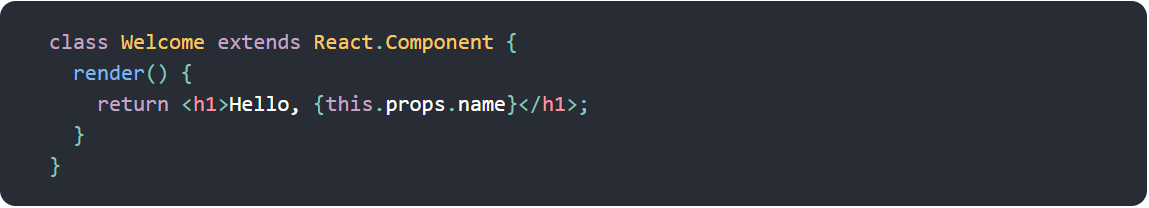 class Welcome extends React.Component {
  render() {
    return <h1>Hello, {this.props.name}</h1>;
  }
}